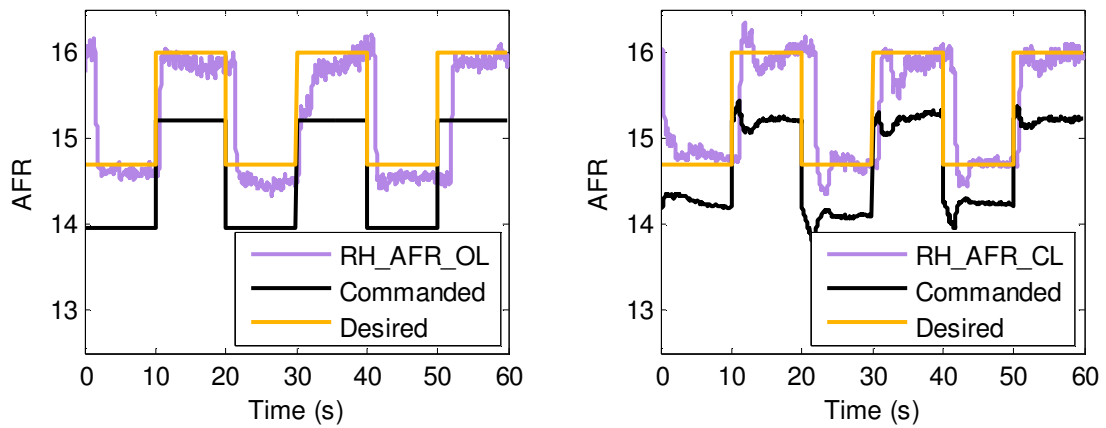 16
15
14
13
AFR
0 10 20 30 40 50 60
Time (s)
RH_AFR_OL
Commanded
Desired
16
15
14
13
AFR
0 10 20 30 40 50 60
Time (s)
RH_AFR_CL
Commanded
Desired